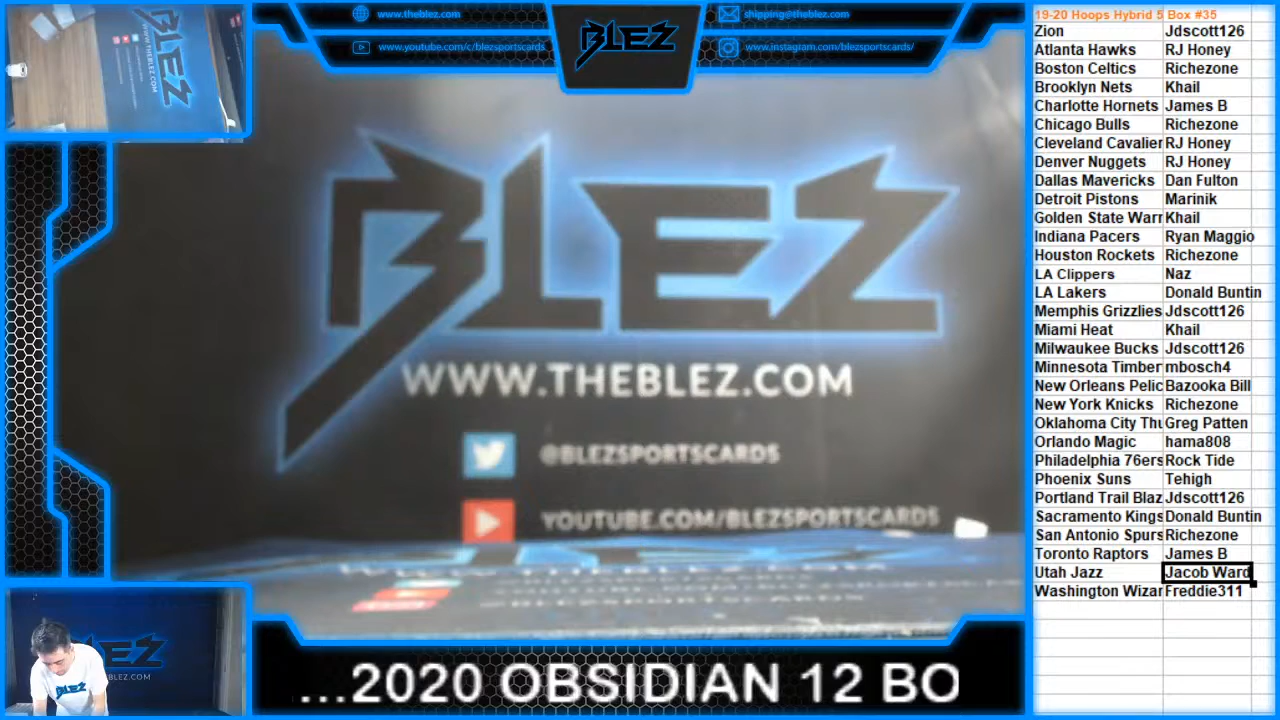 www.theblez.com
www.youtube.com/c/blezsportscards
BLEZ
shipping@theblez.com
www.instagram.com/blezsportscards/
BLEZ
WWW.THEBLEZ.COM
BLEZ
WWW.THEBLEZ.COM
@BLEZSPORTSCARDS
YOUTUBE.COM/BLEZSPORTSCARDS
BLEZ
BLEZ
...2020 OBSIDIAN 12 BO
19-20 Hoops Hybrid 5 Box #35
Zion Jdscott126
Atlanta Hawks RJ Honey
Boston Celtics Richezone
Brooklyn Nets Khail
Charlotte Hornets James B
Chicago Bulls Richezone
Cleveland Cavalier RJ Honey
Denver Nuggets RJ Honey
Dallas Mavericks Dan Fulton
Detroit Pistons Marinik
Golden State Warr Khail
Indiana Pacers Ryan Maggio
Houston Rockets Richezone
LA Clippers Naz
LA Lakers Donald Buntin
Memphis Grizzlies Jdscott126
Miami Heat Khail
Milwaukee Bucks Jdscott126
Minnesota Timber mbosch4
New Orleans Pelic Bazooka Bill
New York Knicks Richezone
Oklahoma City Thu Greg Patten
Orlando Magic hama808
Philadelphia 76ers Rock Tide
Phoenix Suns Tehigh
Portland Trail Blaz Jdscott126
Sacramento Kings Donald Buntin
San Antonio Spurs Richezone
Toronto Raptors James B
Utah Jazz Jacob Ward
Washington Wizar Freddie311